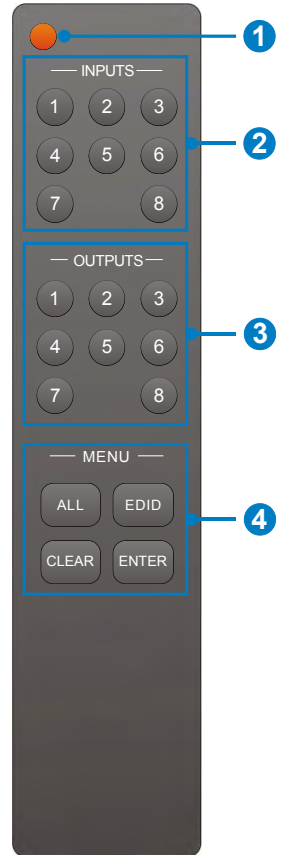 1
INPUTS
1 2 3
2
4 5 6
7 8
OUTPUTS
1 2 3
3
4 5 6
7 8
MENU
ALL EDID
4
CLEAR ENTER